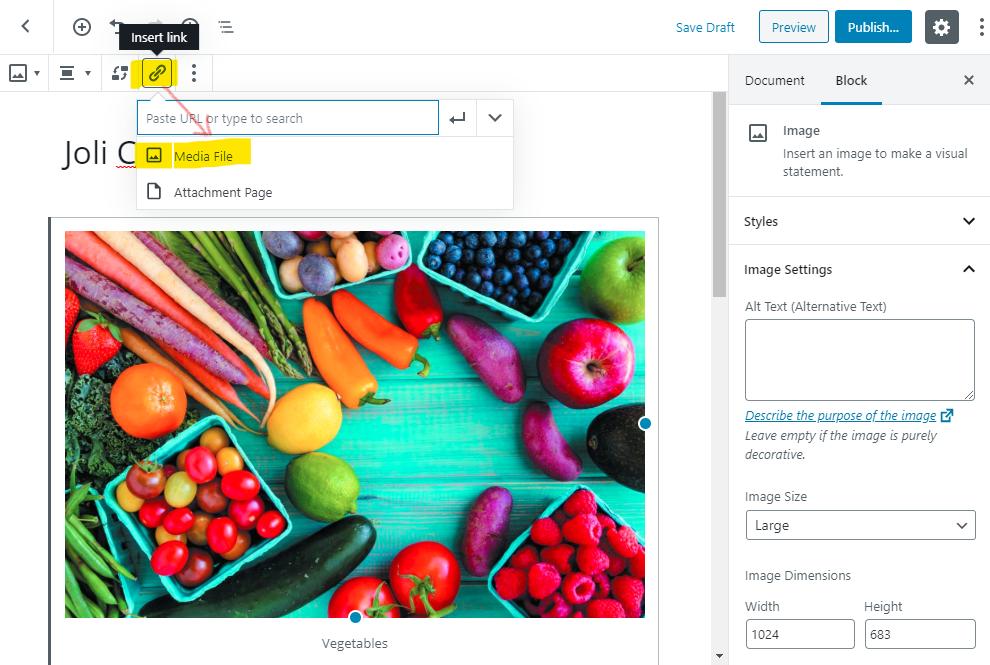 Insert link
Save Draft
Preview
Publish...
Paste URL or type to search
Joli C
Media File
Attachment Page
Vegetables
Document
Block
Image
Insert an image to make a visual
statement.
Styles
Image Settings
Alt Text (Alternative Text)
Describe the purpose of the image
Leave empty if the image is purely
decorative.
Image Size
Large
Image Dimensions
Width
Height
1024
683